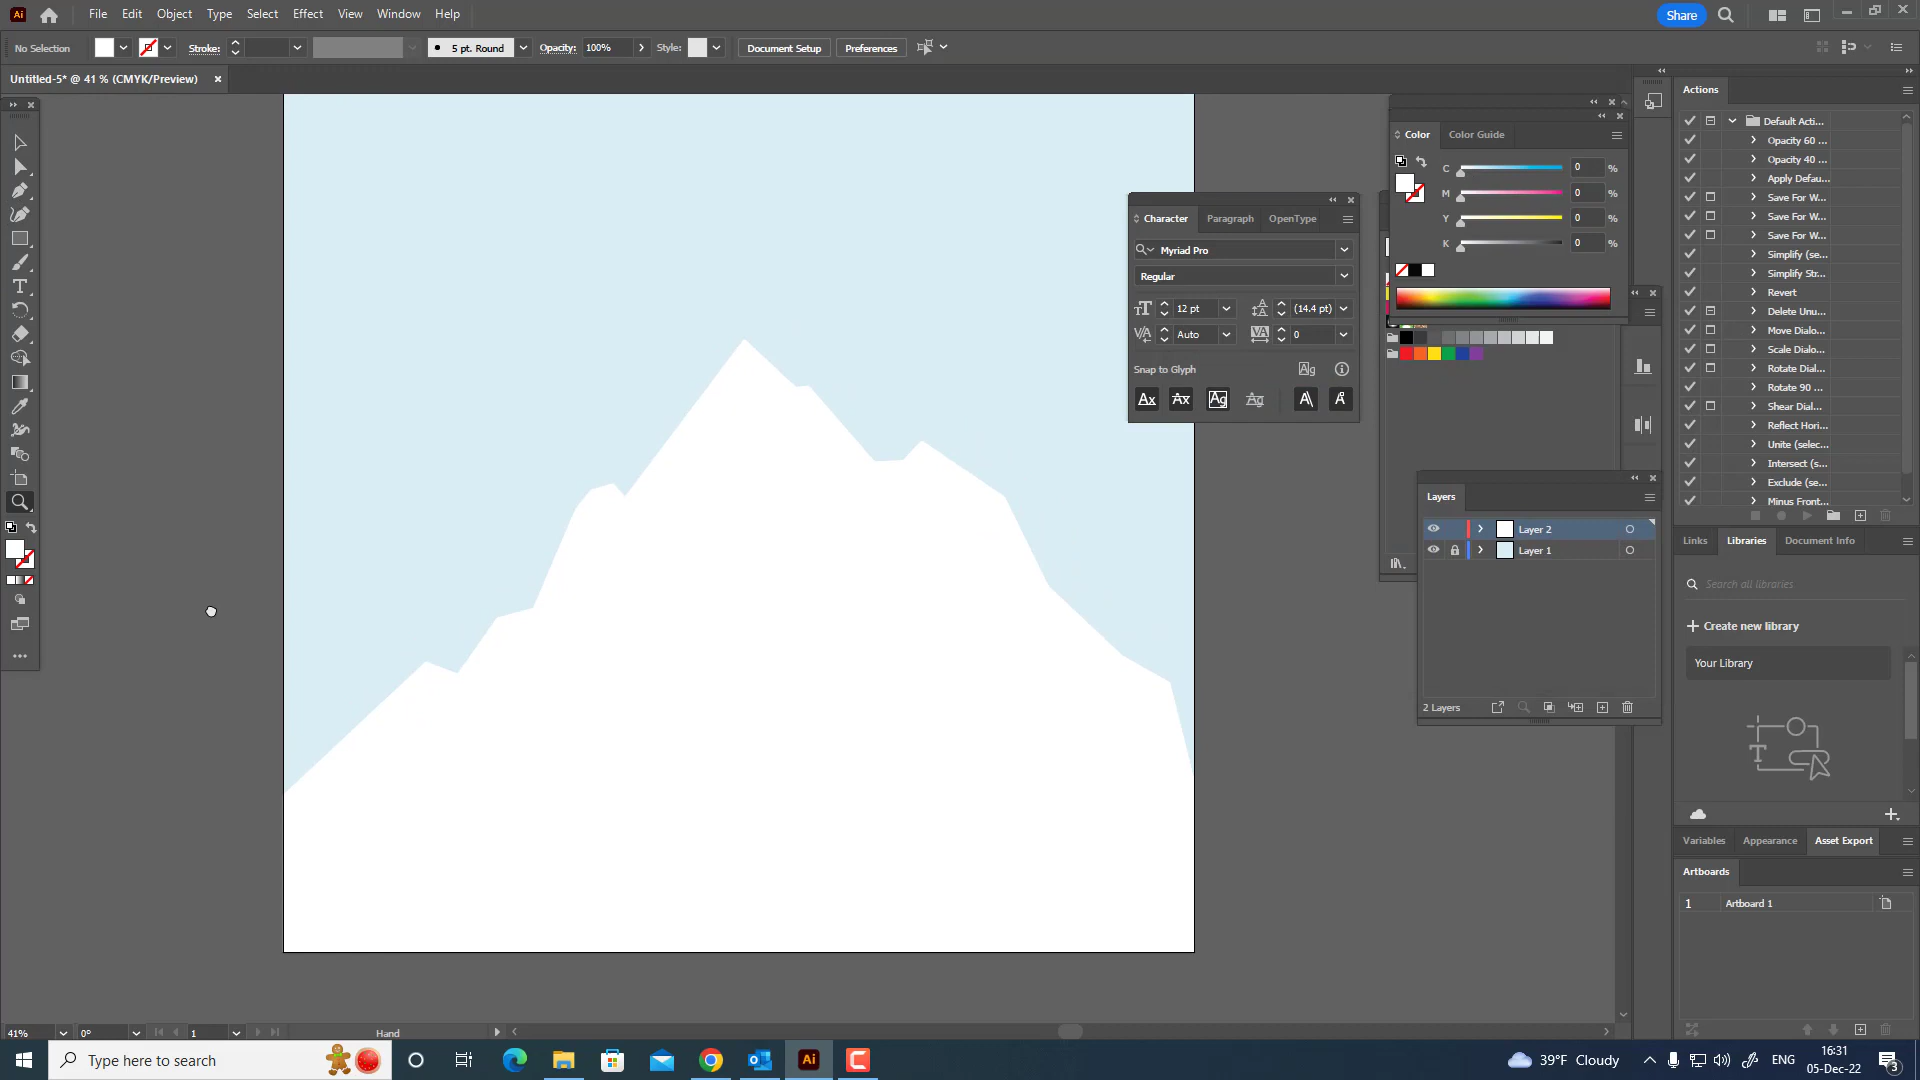 Ai File Edit Object Type Select Effect View Window Help Share
No Selection Stroke: 5 pt. Round Opacity: 100% Style: Document Setup Preferences
Untitled-5* @ 41 % (CMYK/Preview)
Actions
Default Acti...
Opacity 60 ...
Opacity 40 ...
Apply Defau...
Save For W...
Save For W...
Save For W...
Simplify (se...
Simplify Str...
Revert
Delete Unu...
Move Dialo...
Scale Dialo...
Rotate Dial...
Rotate 90 ...
Shear Dial...
Reflect Hori...
Unite (selec...
Intersect (s...
Exclude (se...
Minus Front...
Color Color Guide
C 0 %
M 0 %
Y 0 %
K 0 %
Character Paragraph OpenType
Myriad Pro
Regular
12 pt (14.4 pt)
Auto 0
Snap to Glyph
Layers
Layer 2
Layer 1
2 Layers
Links Libraries Document Info
Search all libraries
Create new library
Your Library
Variables Appearance Asset Export
Artboards
1 Artboard 1
41% 0° 1 Hand
Type here to search
39°F Cloudy
ENG
16:31
05-Dec-22
3